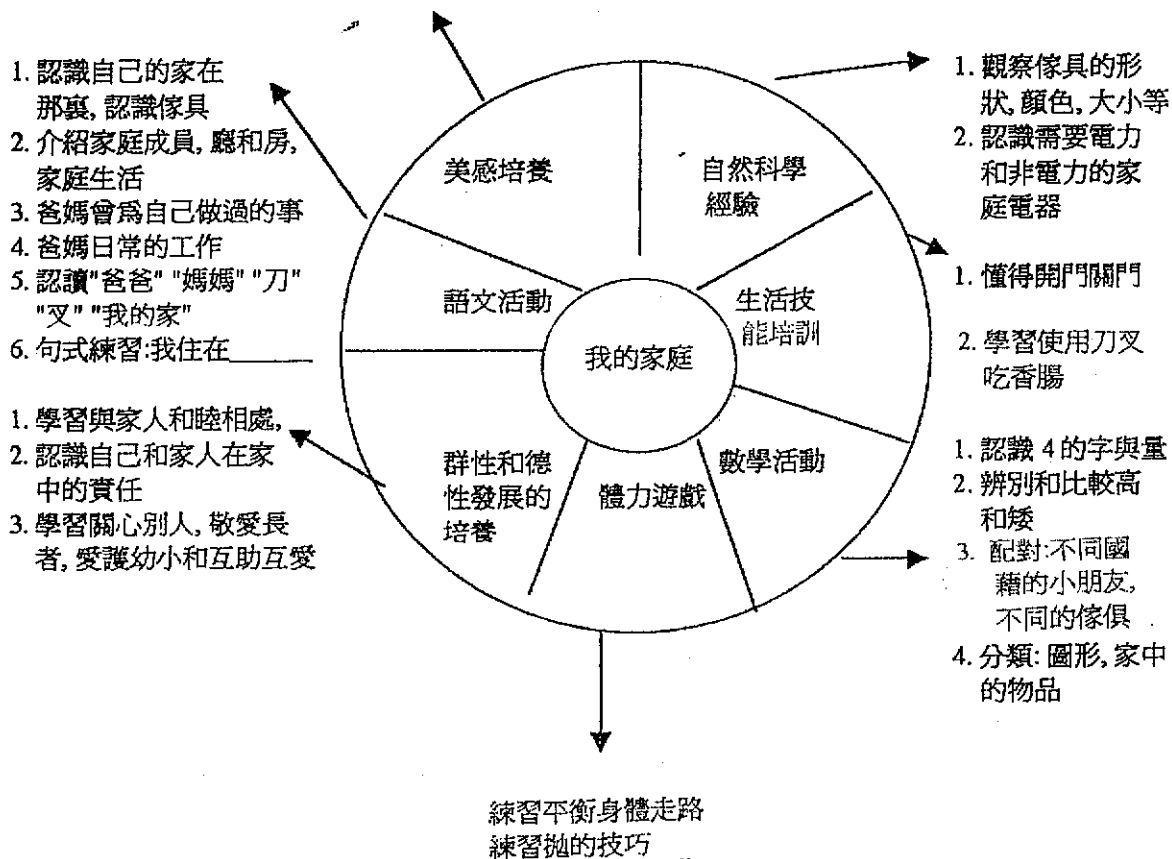 1. 認識自己的家在
那裏, 認識傢具
2. 介紹家庭成員, 廳和房,
家庭生活
3. 爸媽曾爲自己做過的事
4. 爸媽日常的工作
5. 認讀"爸爸" "媽媽" "刀"
"叉" "我的家"
6. 句式練習:我住在______
1. 學習與家人和睦相處,
2. 認識自己和家人在家
中的責任
3. 學習關心別人, 敬愛長
者, 愛護幼小和互助互愛
美感培養
自然科學
經驗
語文活動
生活技
能培訓
我的家庭
群性和德
性發展的
培養
體力遊戲
數學活動
1. 觀察傢具的形
狀, 顏色, 大小等
2. 認識需要電力
和非電力的家
庭電器
1. 懂得開門關門
2. 學習使用刀叉
吃香腸
1. 認識 4 的字與量
2. 辨別和比較高
和矮
3. 配對:不同國
藉的小朋友,
不同的傢俱
4. 分類: 圖形, 家中
的物品
練習平衡身體走路
練習拋的技巧